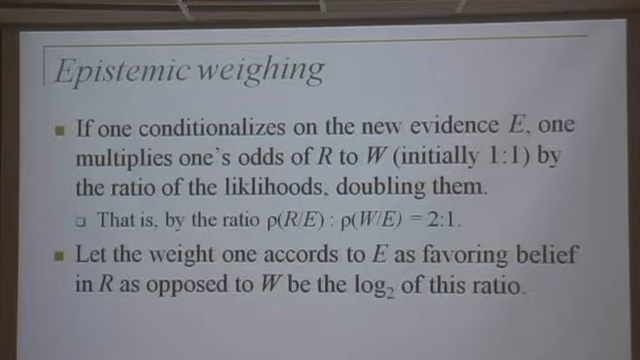 Epistemic weighing
■ If one conditionalizes on the new evidence E, one
multiplies one's odds of R to W (initially 1:1) by
the ratio of the liklihoods, doubling them.
❑ That is, by the ratio ρ(R/E) : ρ(W/E) = 2:1.
■ Let the weight one accords to E as favoring belief
in R as opposed to W be the log₂ of this ratio.